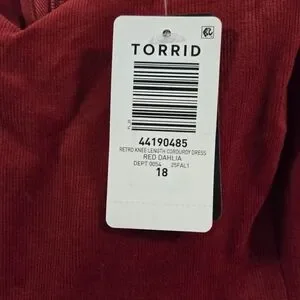 TORRID
44190485
RETRO KNEE LENGTH CORDUROY DRESS
RED DAHLIA
DEPT 0054 25FAL1
18